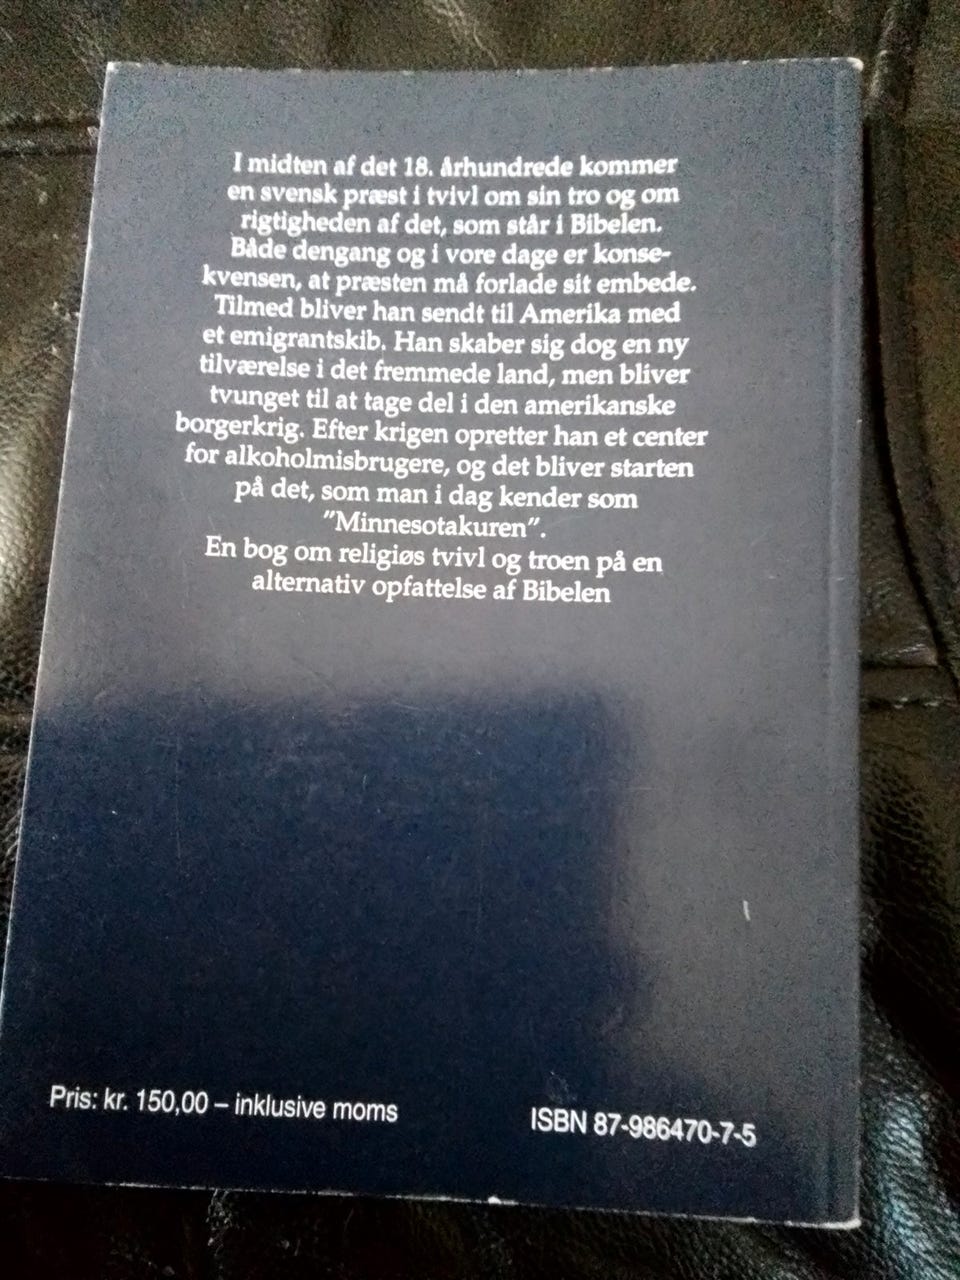 I midten af det 18. århundrede kommer
en svensk præst i tvivl om sin tro og om
rigtigheden af det, som står i Bibelen.
Både dengang og i vore dage er konse-
kvensen, at præsten må forlade sit embede.
Tilmed bliver han sendt til Amerika med
et emigrantskib. Han skaber sig dog en ny
tilværelse i det fremmede land, men bliver
tvunget til at tage del i den amerikanske
borgerkrig. Efter krigen opretter han et center
for alkoholmisbrugere, og det bliver starten
på det, som man i dag kender som
"Minnesotakuren".
En bog om religiøs tvivl og troen på en
alternativ opfattelse af Bibelen
Pris: kr. 150,00 – inklusive moms
ISBN 87-986470-7-5